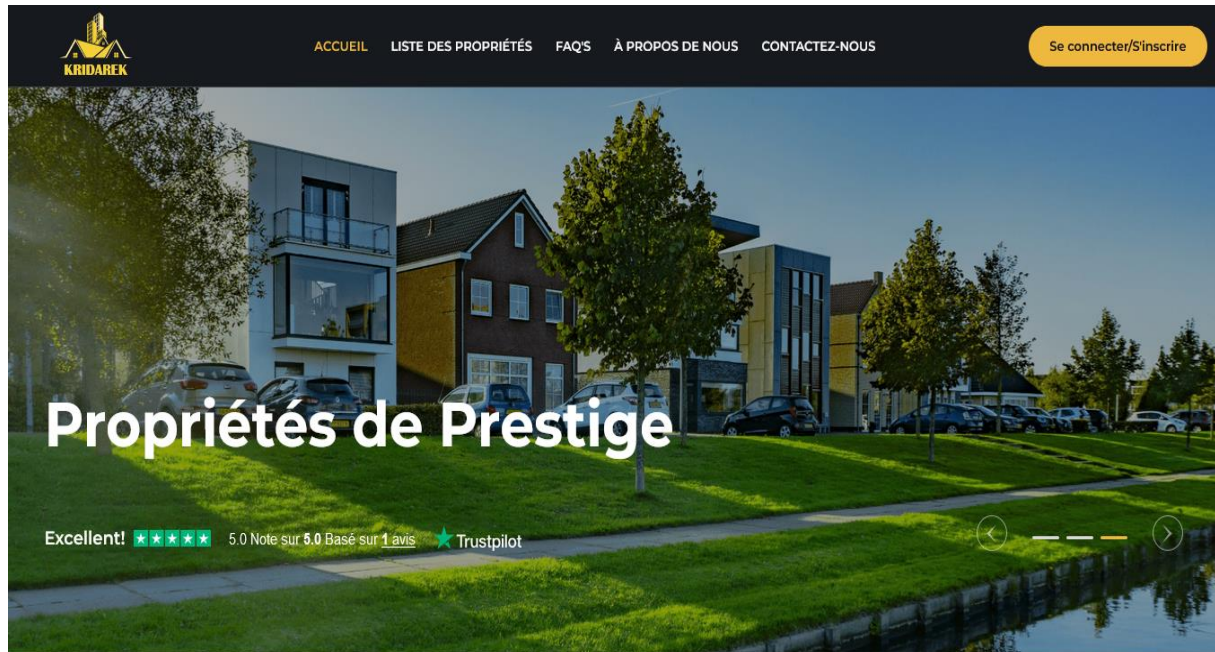 KRIDAREK
ACCUEIL LISTE DES PROPRIÉTÉS FAQ'S À PROPOS DE NOUS CONTACTEZ-NOUS
Se connecter/S'inscrire
Propriétés de Prestige
Excellent! 5.0 Note sur 5.0 Basé sur 1 avis Trustpilot